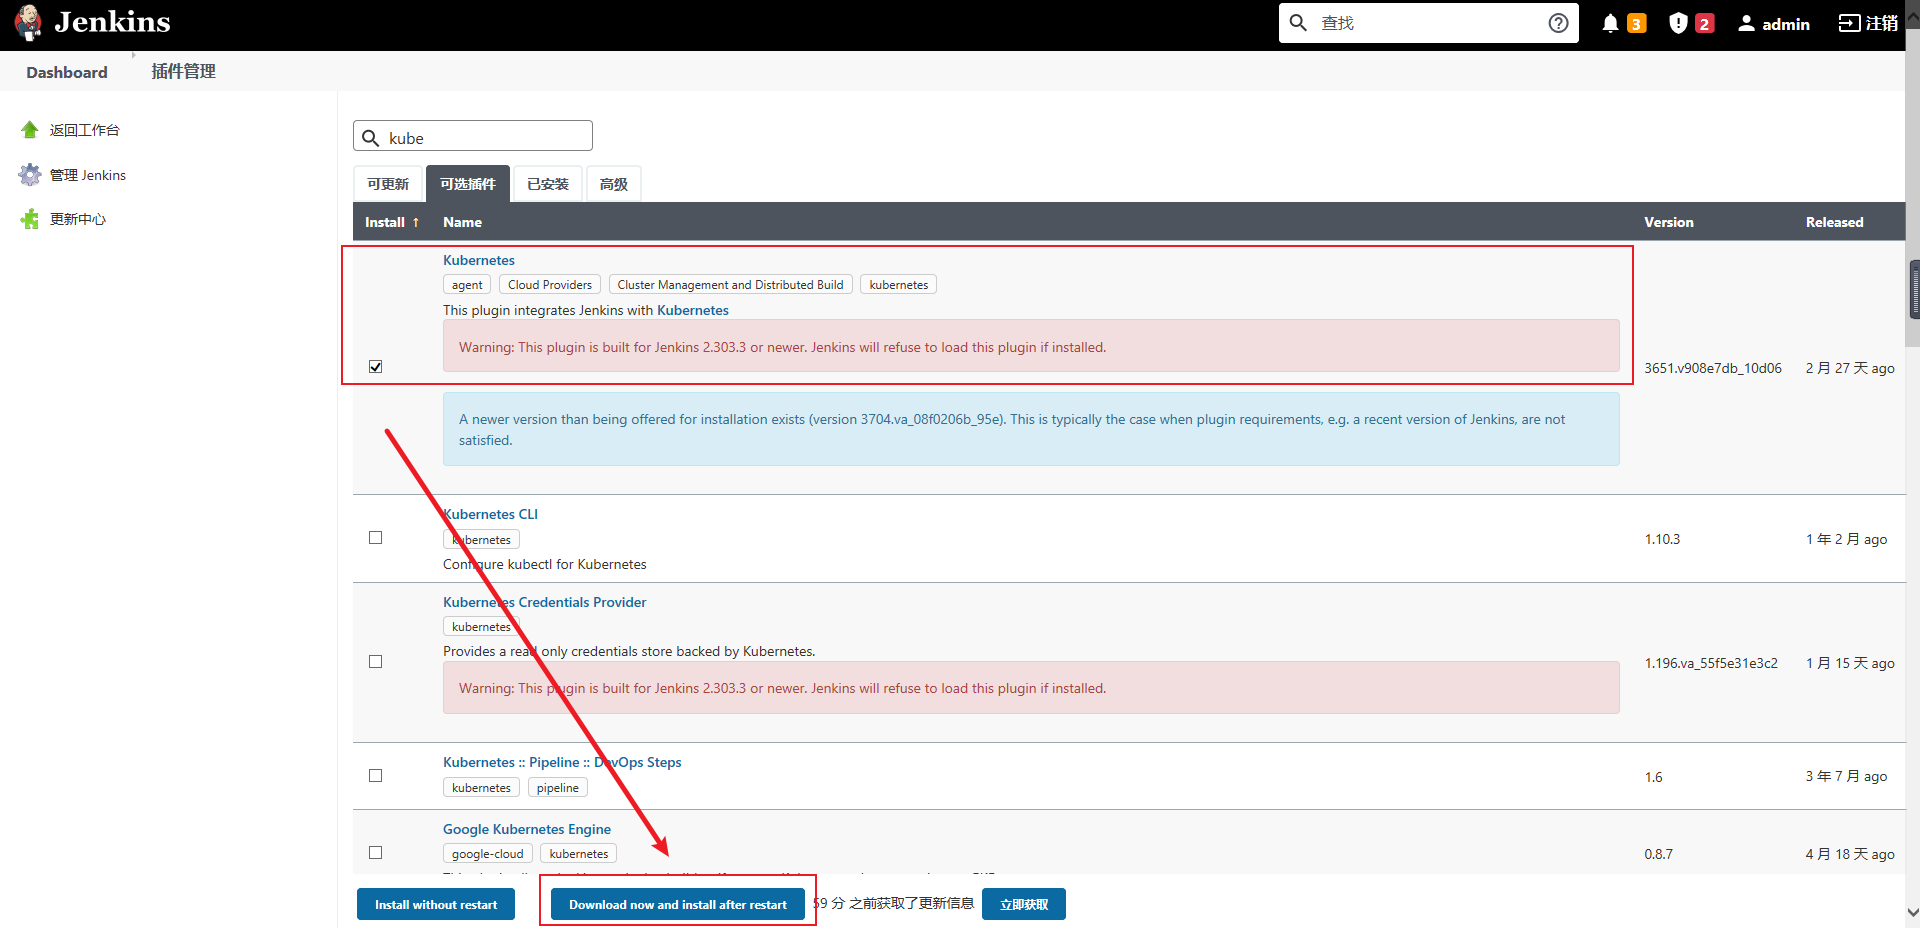 Jenkins
查找
3
2
admin
注销
Dashboard
插件管理
返回工作台
管理 Jenkins
更新中心
kube
可更新
可选插件
已安装
高级
Install ↑
Name
Version
Released
Kubernetes
agent
Cloud Providers
Cluster Management and Distributed Build
kubernetes
This plugin integrates Jenkins with Kubernetes
Warning: This plugin is built for Jenkins 2.303.3 or newer. Jenkins will refuse to load this plugin if installed.
3651.v908e7db_10d06
2 月 27 天 ago
A newer version than being offered for installation exists (version 3704.va_08f0206b_95e). This is typically the case when plugin requirements, e.g. a recent version of Jenkins, are not
satisfied.
Kubernetes CLI
kubernetes
Configure kubectl for Kubernetes
1.10.3
1 年 2 月 ago
Kubernetes Credentials Provider
kubernetes
Provides a read only credentials store backed by Kubernetes.
Warning: This plugin is built for Jenkins 2.303.3 or newer. Jenkins will refuse to load this plugin if installed.
1.196.va_55f5e31e3c2
1 月 15 天 ago
Kubernetes :: Pipeline :: DevOps Steps
kubernetes
pipeline
1.6
3 年 7 月 ago
Google Kubernetes Engine
google-cloud
kubernetes
0.8.7
4 月 18 天 ago
Install without restart
Download now and install after restart
59 分 之前获取了更新信息
立即获取